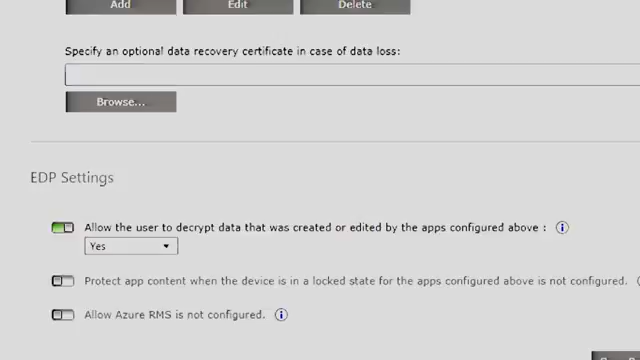 Add Edit Delete
Specify an optional data recovery certificate in case of data loss:
Browse...
EDP Settings
Allow the user to decrypt data that was created or edited by the apps configured above :
Yes
Protect app content when the device is in a locked state for the apps configured above is not configured.
Allow Azure RMS is not configured.